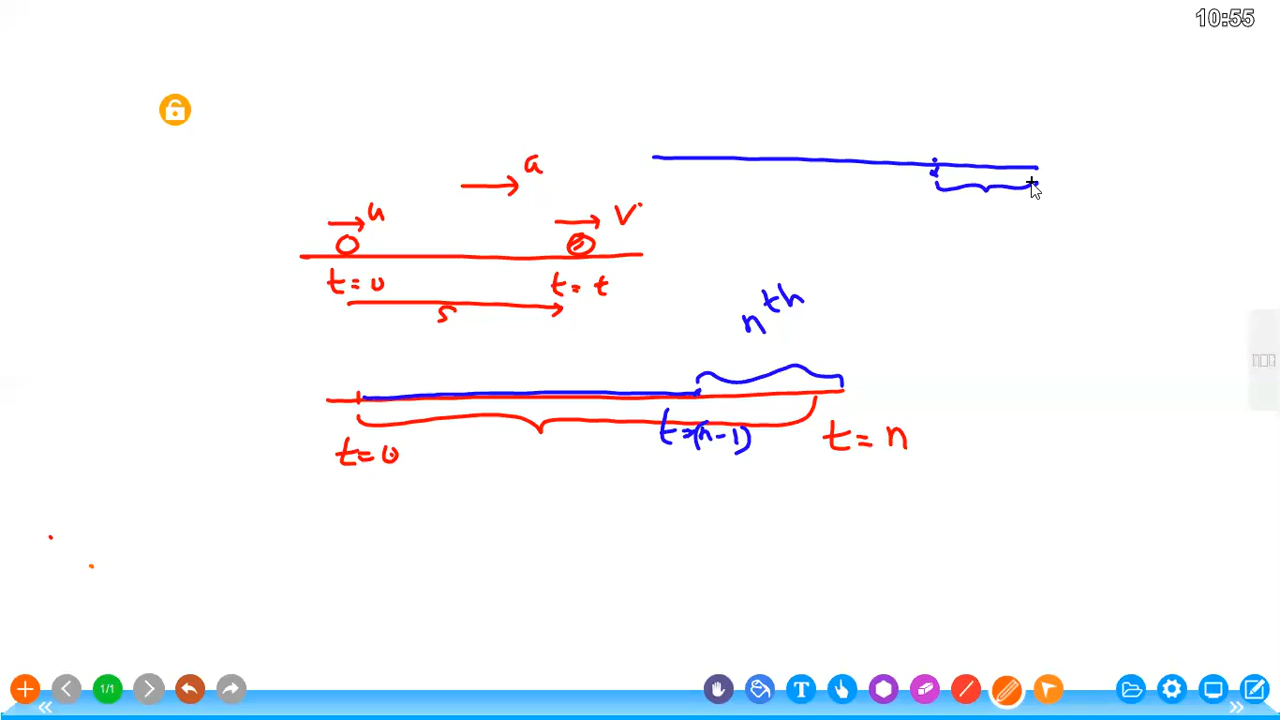 10:55
a
u
V
t=0
t=t
s
nth
t=(n-1)
t=n
t=0
1/1
T